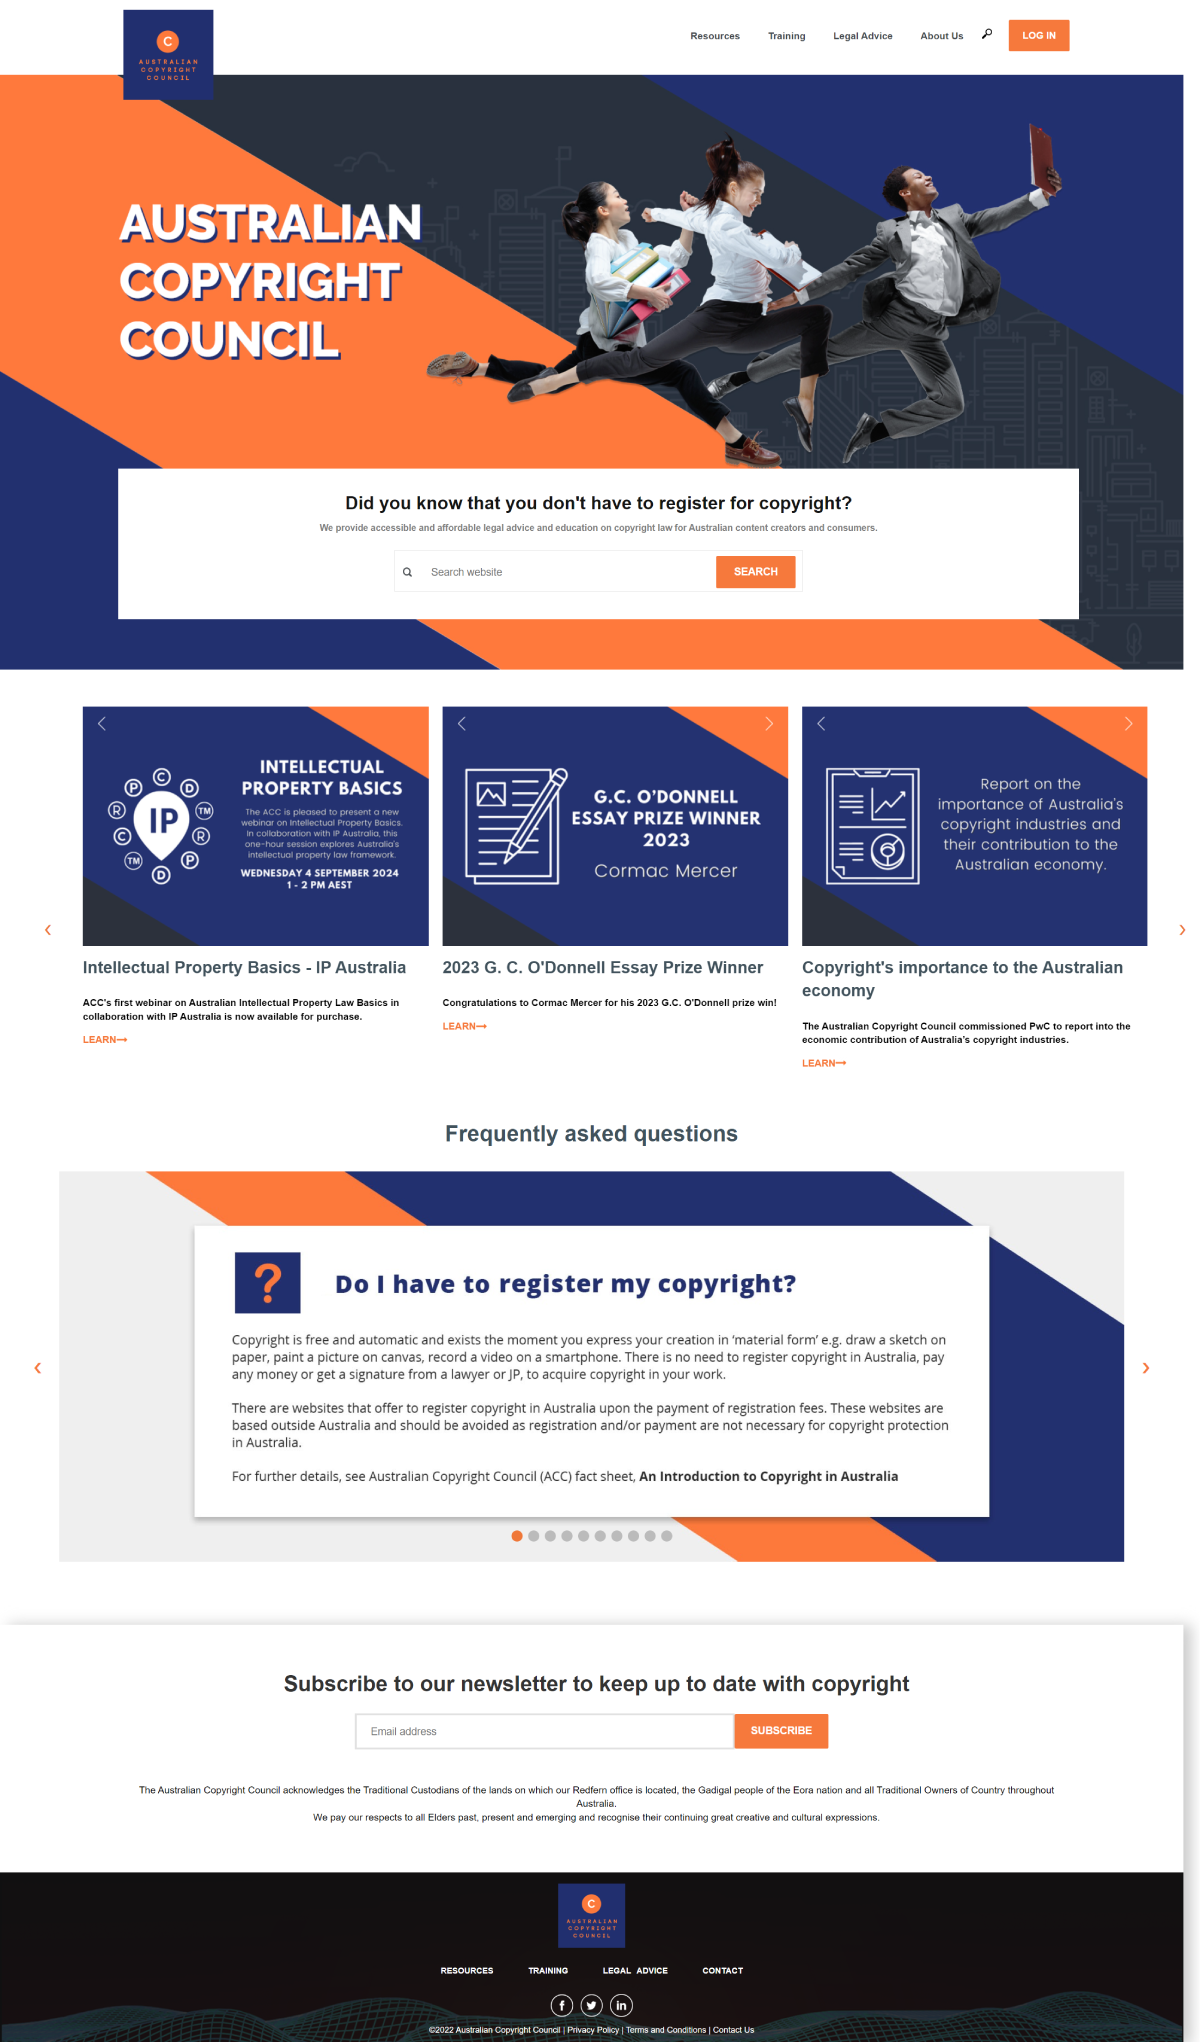 C
AUSTRALIAN
COPYRIGHT
COUNCIL
Resources Training Legal Advice About Us LOG IN
AUSTRALIAN
COPYRIGHT
COUNCIL
Did you know that you don't have to register for copyright?
We provide accessible and affordable legal advice and education on copyright law for Australian content creators and consumers.
Search website SEARCH
P C D R TM C P TM D P
IP
INTELLECTUAL
PROPERTY BASICS
The ACC is pleased to present a new
webinar on Intellectual Property Basics.
In collaboration with IP Australia, this
one-hour session explores Australia's
intellectual property law framework.
WEDNESDAY 4 SEPTEMBER 2024
1 - 2 PM AEST
Intellectual Property Basics - IP Australia
ACC's first webinar on Australian Intellectual Property Law Basics in
collaboration with IP Australia is now available for purchase.
LEARN→
G.C. O'DONNELL
ESSAY PRIZE WINNER
2023
Cormac Mercer
2023 G. C. O'Donnell Essay Prize Winner
Congratulations to Cormac Mercer for his 2023 G.C. O'Donnell prize win!
LEARN→
Report on the
importance of Australia's
copyright industries and
their contribution to the
Australian economy.
Copyright's importance to the Australian
economy
The Australian Copyright Council commissioned PwC to report into the
economic contribution of Australia's copyright industries.
LEARN→
Frequently asked questions
? Do I have to register my copyright?
Copyright is free and automatic and exists the moment you express your creation in ‘material form’ e.g. draw a sketch on
paper, paint a picture on canvas, record a video on a smartphone. There is no need to register copyright in Australia, pay
any money or get a signature from a lawyer or JP, to acquire copyright in your work.
There are websites that offer to register copyright in Australia upon the payment of registration fees. These websites are
based outside Australia and should be avoided as registration and/or payment are not necessary for copyright protection
in Australia.
For further details, see Australian Copyright Council (ACC) fact sheet, An Introduction to Copyright in Australia
Subscribe to our newsletter to keep up to date with copyright
Email address SUBSCRIBE
The Australian Copyright Council acknowledges the Traditional Custodians of the lands on which our Redfern office is located, the Gadigal people of the Eora nation and all Traditional Owners of Country throughout
Australia.
We pay our respects to all Elders past, present and emerging and recognise their continuing great creative and cultural expressions.
C
AUSTRALIAN
COPYRIGHT
COUNCIL
RESOURCES TRAINING LEGAL ADVICE CONTACT
f in
©2022 Australian Copyright Council | Privacy Policy | Terms and Conditions | Contact Us